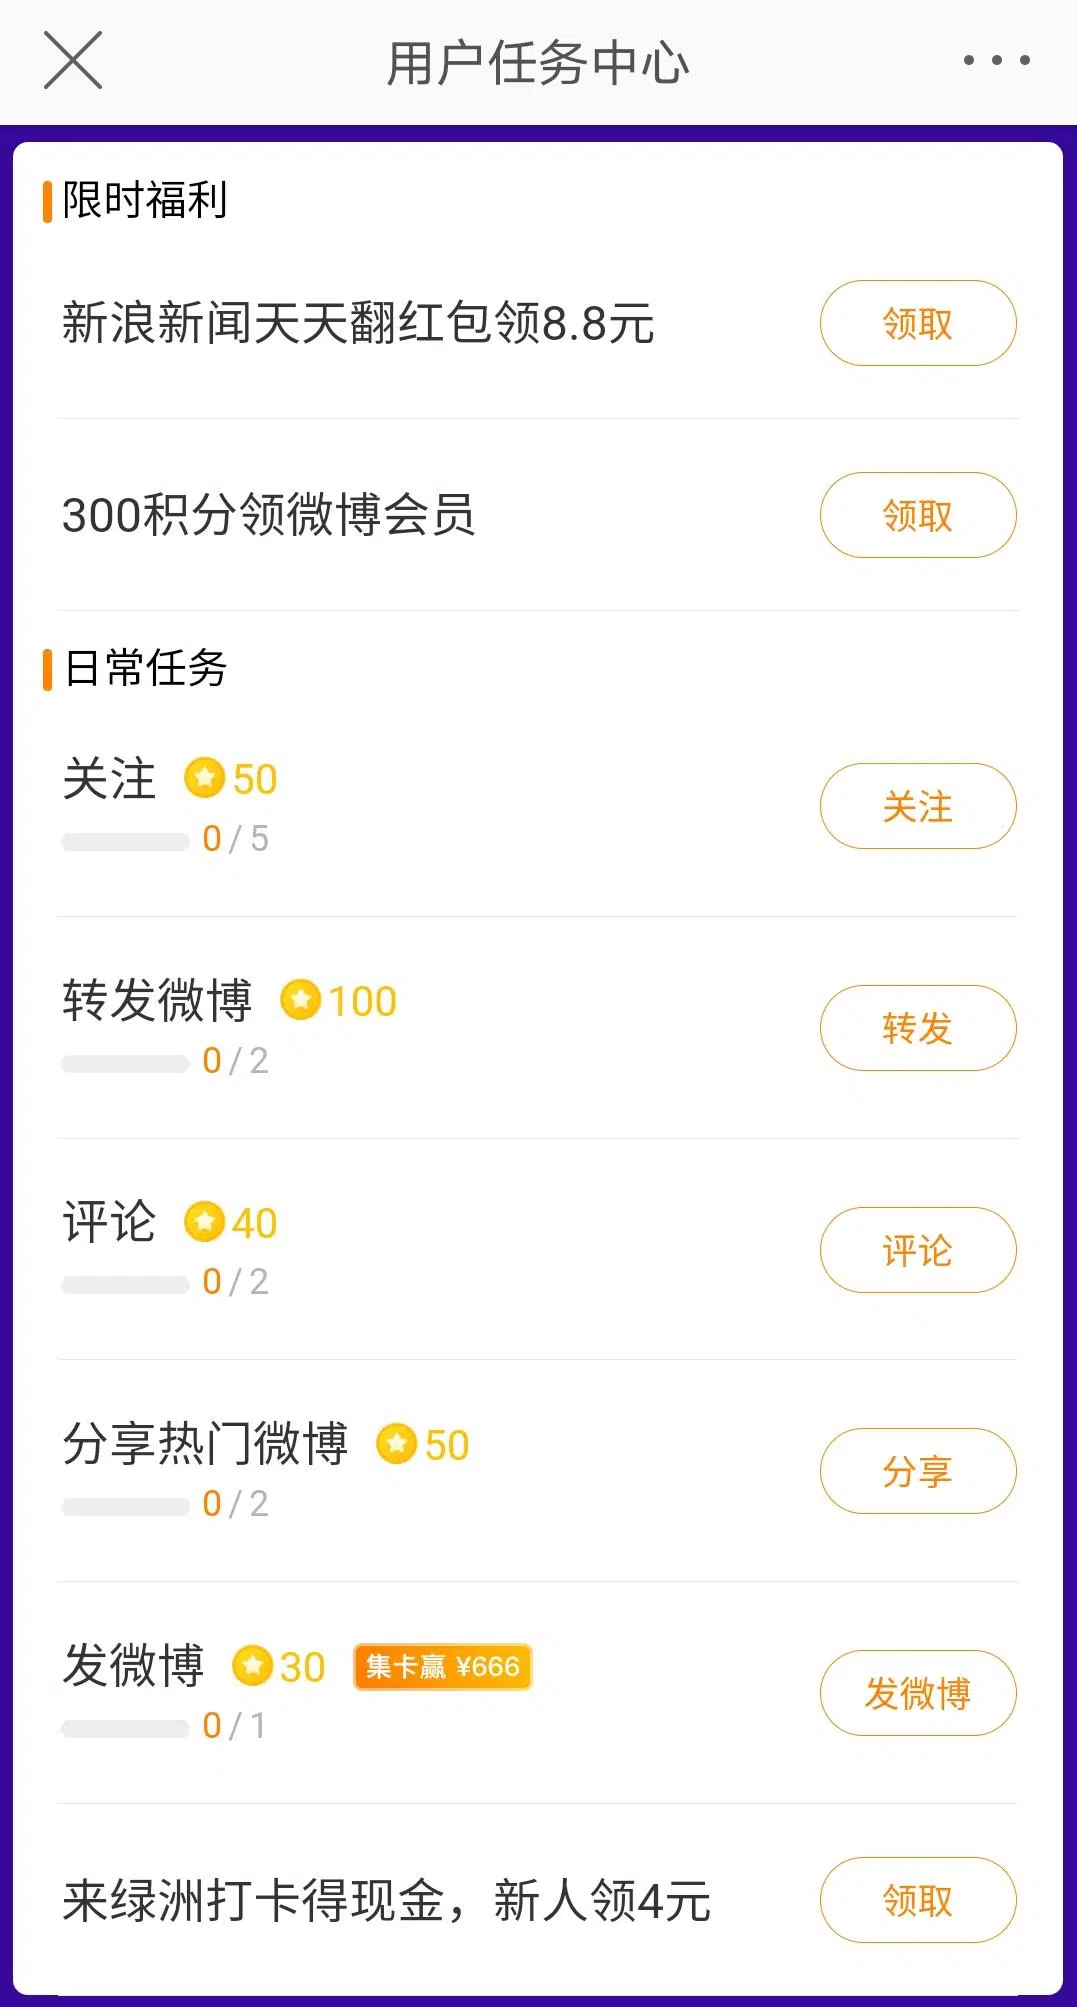 用户任务中心
限时福利
新浪新闻天天翻红包领8.8元
领取
300积分领微博会员
领取
日常任务
关注 50
0/5
关注
转发微博 100
0/2
转发
评论 40
0/2
评论
分享热门微博 50
0/2
分享
发微博 30 集卡赢 ¥666
0/1
发微博
来绿洲打卡得现金，新人领4元
领取